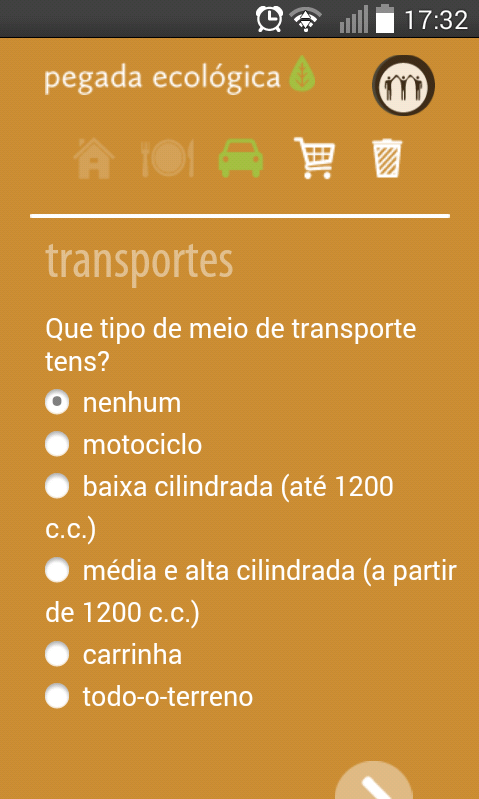 17:32
pegada ecológica
transportes
Que tipo de meio de transporte
tens?
nenhum
motociclo
baixa cilindrada (até 1200
c.c.)
média e alta cilindrada (a partir
de 1200 c.c.)
carrinha
todo-o-terreno